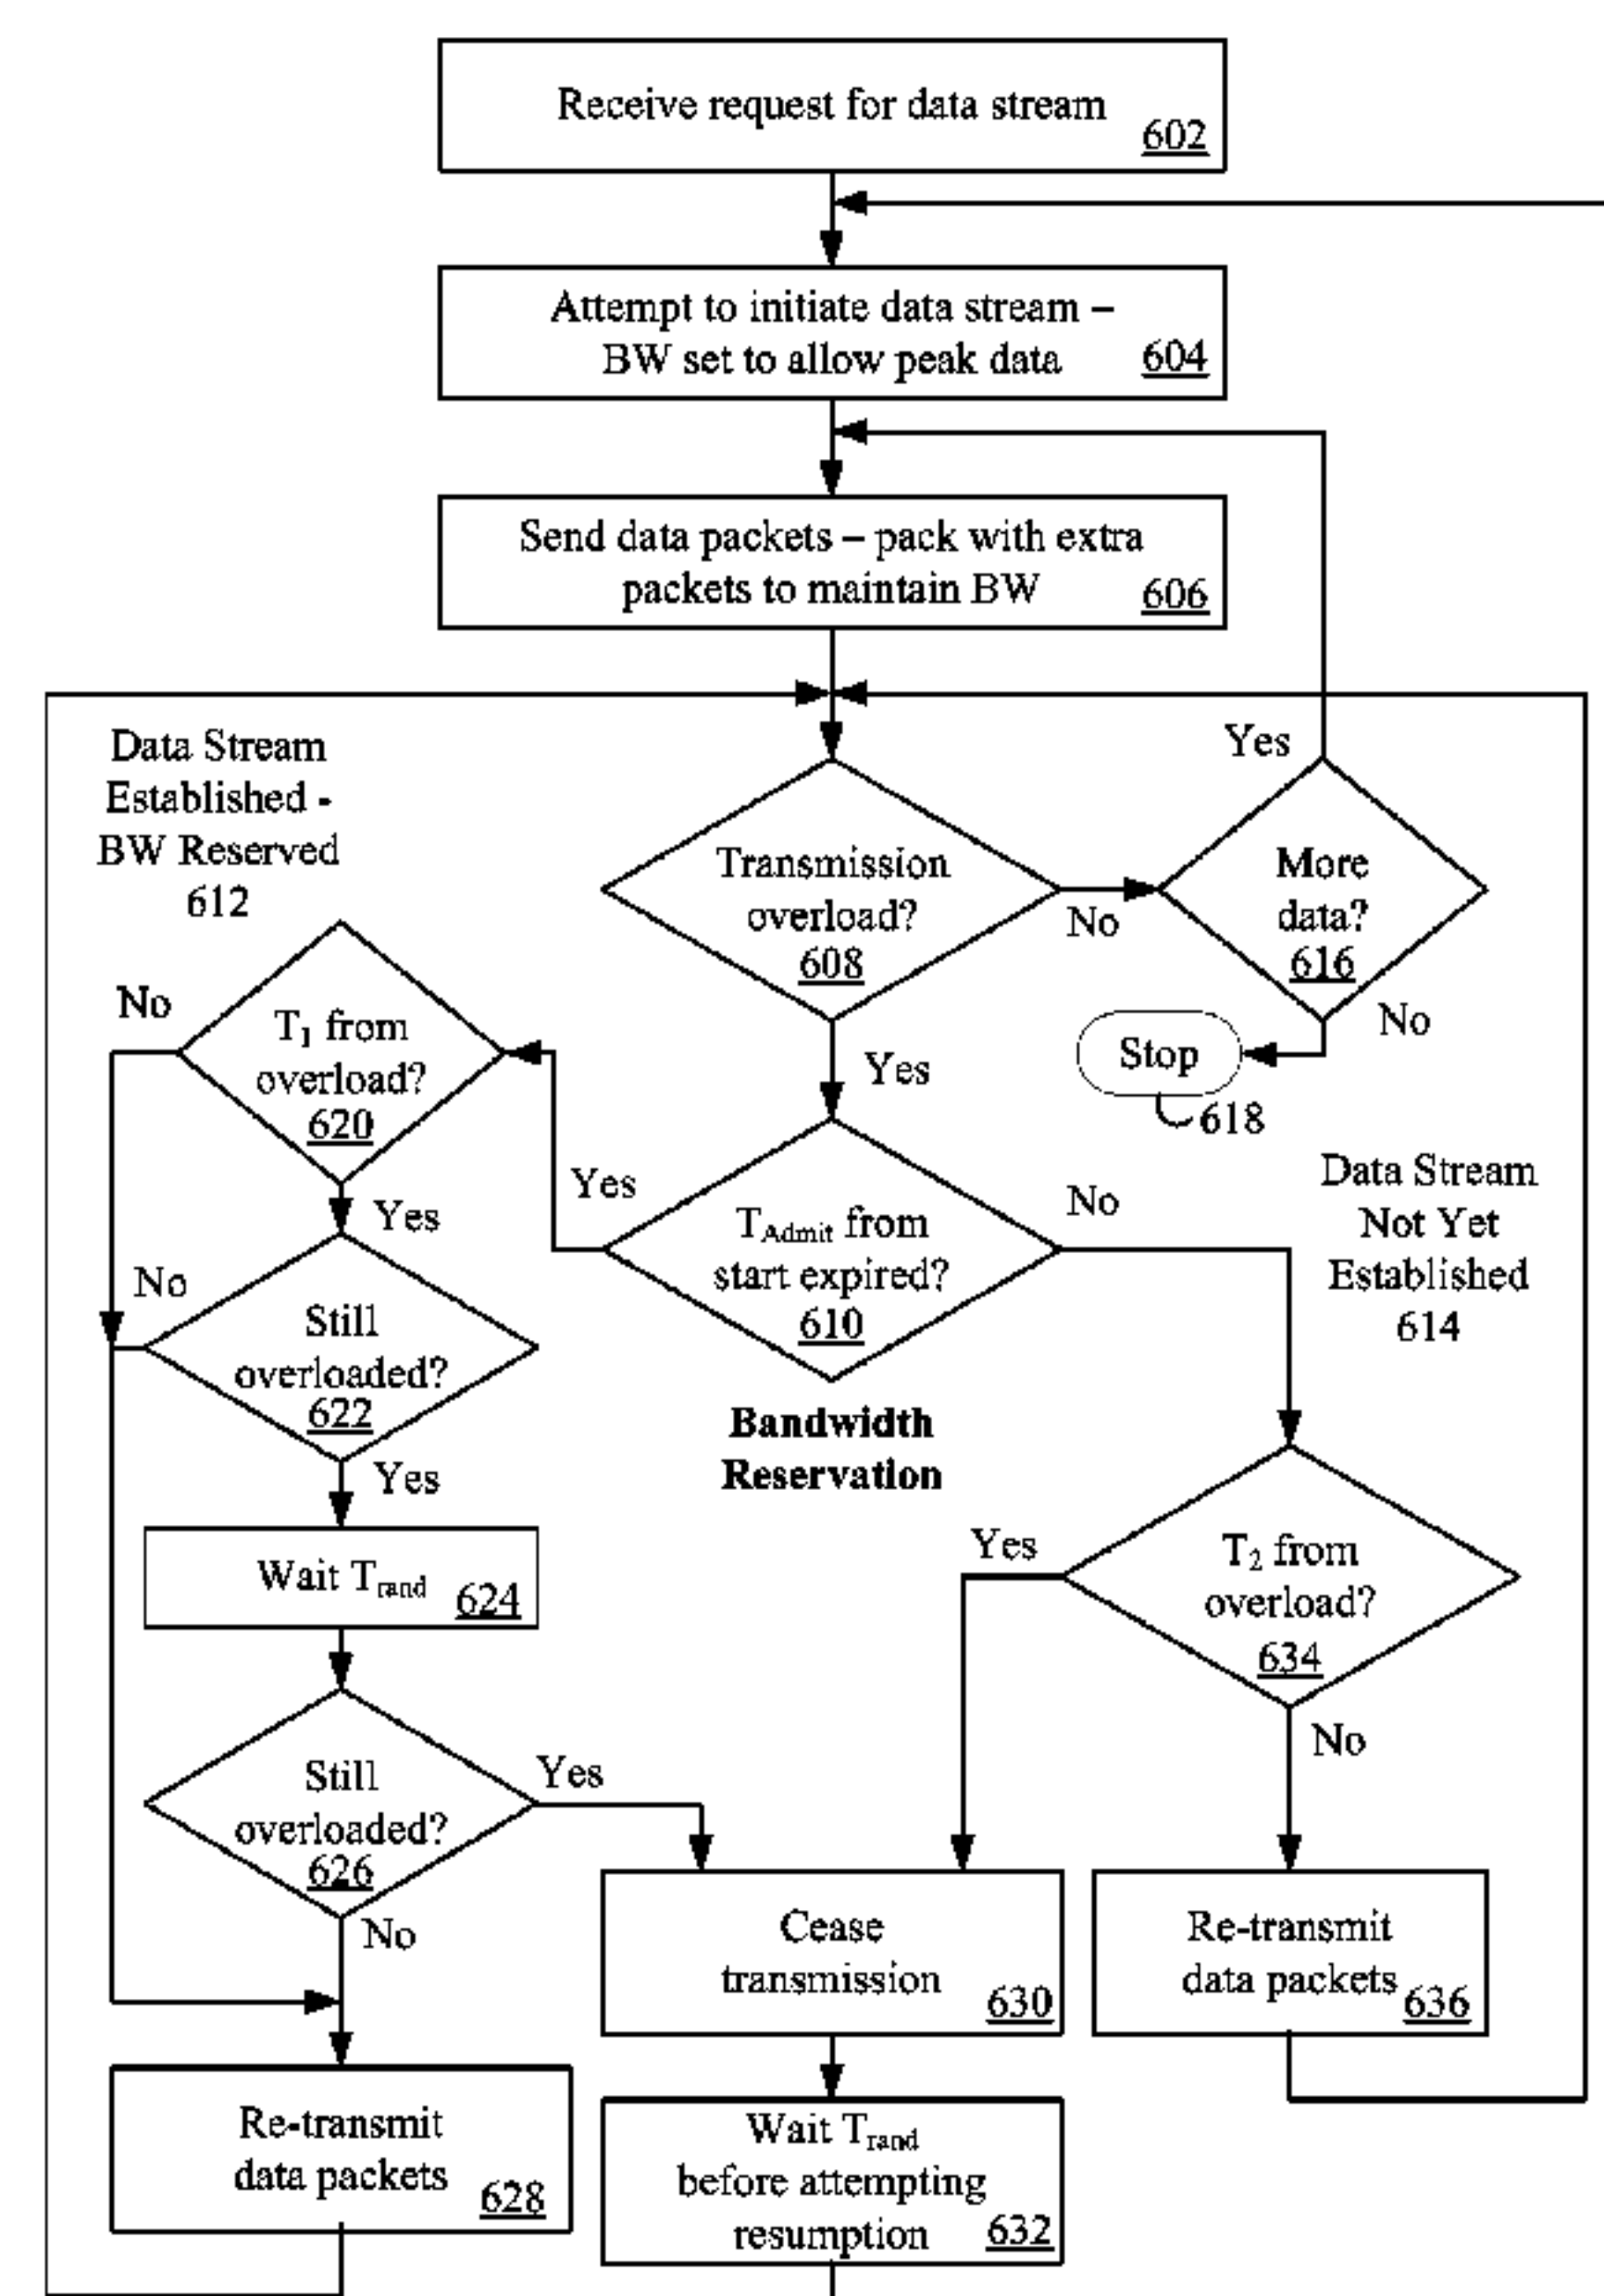 Receive request for data stream
602
Attempt to initiate data stream –
BW set to allow peak data
604
Send data packets – pack with extra
packets to maintain BW
606
Data Stream
Established -
BW Reserved
612
Transmission
overload?
608
Yes
No
More
data?
616
Yes
No
Stop
618
T1 from
overload?
620
No
Yes
TAdmit from
start expired?
610
Yes
No
Data Stream
Not Yet
Established
614
Bandwidth
Reservation
Still
overloaded?
622
No
Yes
Wait Trand
624
T2 from
overload?
634
Yes
No
Still
overloaded?
626
Yes
No
Cease
transmission
630
Re-transmit
data packets
636
Re-transmit
data packets
628
Wait Trand
before attempting
resumption
632